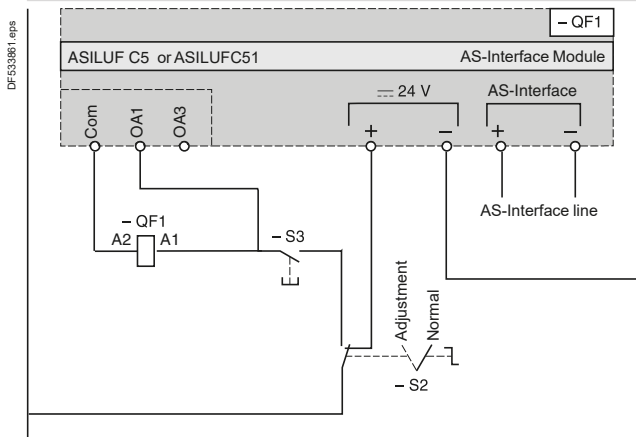 – QF1
ASILUF C5 or ASILUFC51 AS-Interface Module
24 V AS-Interface
Com OA1 OA3 + – + –
AS-Interface line
– QF1
A2 A1
– S3
Adjustment Normal
– S2
DF533861.eps